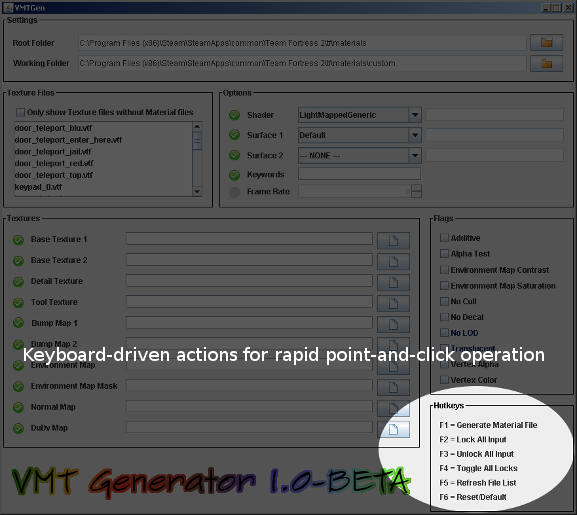 VMTGen
Settings
Root Folder C:\Program Files (x86)\Steam\SteamApps\common\Team Fortress 2\tf\materials
Working Folder C:\Program Files (x86)\Steam\SteamApps\common\Team Fortress 2\tf\materials\custom
Texture Files
Only show Texture files without Material files
door_teleport_blu.vtf
door_teleport_enter_here.vtf
door_teleport_jail.vtf
door_teleport_red.vtf
door_teleport_top.vtf
keypad_0.vtf
Options
Shader LightMappedGeneric
Surface 1 Default
Surface 2 --- NONE ---
Keywords
Frame Rate
Textures
Base Texture 1
Base Texture 2
Detail Texture
Tool Texture
Bump Map 1
Bump Map 2
Environment Map
Environment Map Mask
Normal Map
DuDv Map
Flags
Additive
Alpha Test
Environment Map Contrast
Environment Map Saturation
No Cull
No Decal
No LOD
Translucent
Vertex Alpha
Vertex Color
Keyboard-driven actions for rapid point-and-click operation
Hotkeys
F1 = Generate Material File
F2 = Lock All Input
F3 = Unlock All Input
F4 = Toggle All Locks
F5 = Refresh File List
F6 = Reset/Default
VMT Generator 1.0-BETA